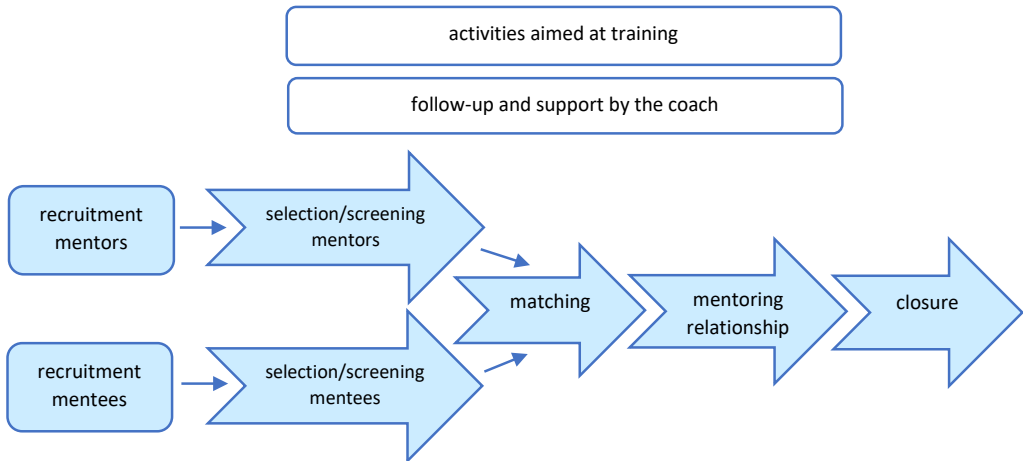 activities aimed at training
follow-up and support by the coach
recruitment
mentors
selection/screening
mentors
matching
mentoring
relationship
closure
recruitment
mentees
selection/screening
mentees